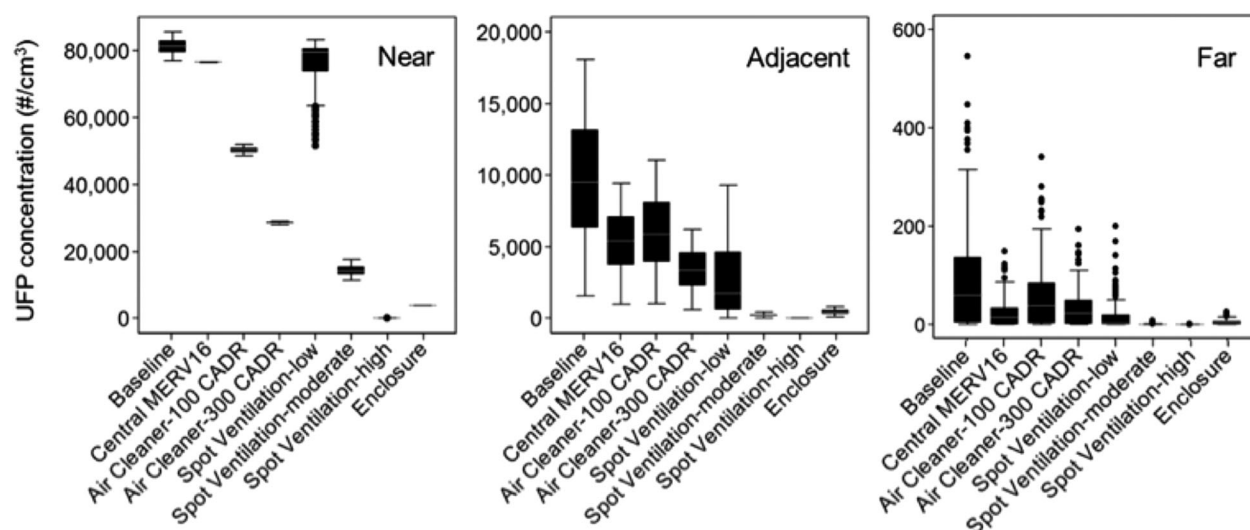 UFP concentration (#/cm³)
80,000
60,000
40,000
20,000
0
Near
Baseline
Central MERV16
Air Cleaner-100 CADR
Air Cleaner-300 CADR
Spot Ventilation-low
Spot Ventilation-moderate
Spot Ventilation-high
Enclosure
20,000
15,000
10,000
5,000
0
Adjacent
Baseline
Central MERV16
Air Cleaner-100 CADR
Air Cleaner-300 CADR
Spot Ventilation-low
Spot Ventilation-moderate
Spot Ventilation-high
Enclosure
600
400
200
0
Far
Baseline
Central MERV16
Air Cleaner-100 CADR
Air Cleaner-300 CADR
Spot Ventilation-low
Spot Ventilation-moderate
Spot Ventilation-high
Enclosure